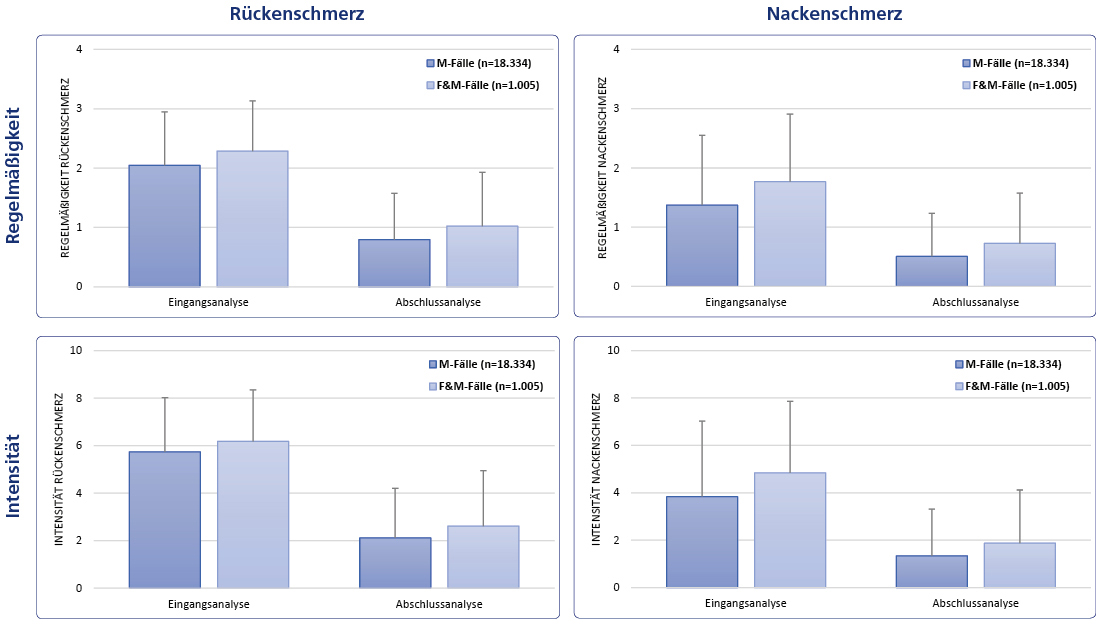 Rückenschmerz
Nackenschmerz
Regelmäßigkeit
REGELMÄßIGKEIT RÜCKENSCHMERZ
4
3
2
1
0
M-Fälle (n=18.334)
F&M-Fälle (n=1.005)
Eingangsanalyse
Abschlussanalyse
REGELMÄßIGKEIT NACKENSCHMERZ
4
3
2
1
0
M-Fälle (n=18.334)
F&M-Fälle (n=1.005)
Eingangsanalyse
Abschlussanalyse
Intensität
INTENSITÄT RÜCKENSCHMERZ
10
8
6
4
2
0
M-Fälle (n=18.334)
F&M-Fälle (n=1.005)
Eingangsanalyse
Abschlussanalyse
INTENSITÄT NACKENSCHMERZ
10
8
6
4
2
0
M-Fälle (n=18.334)
F&M-Fälle (n=1.005)
Eingangsanalyse
Abschlussanalyse